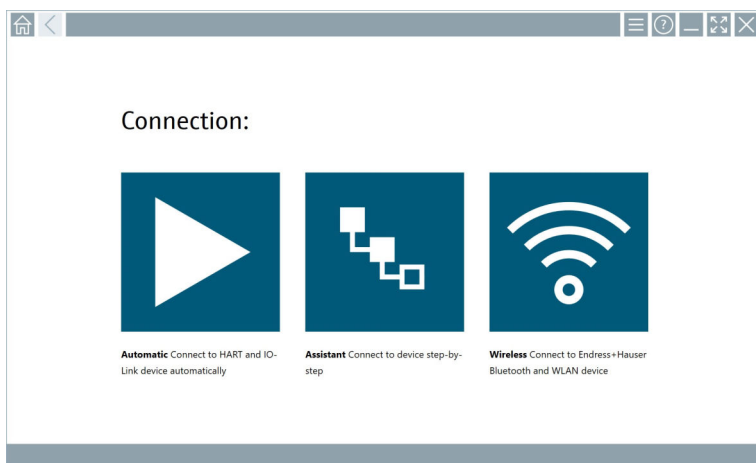 Connection:
Automatic Connect to HART and IO-
Link device automatically
Assistant Connect to device step-by-
step
Wireless Connect to Endress+Hauser
Bluetooth and WLAN device